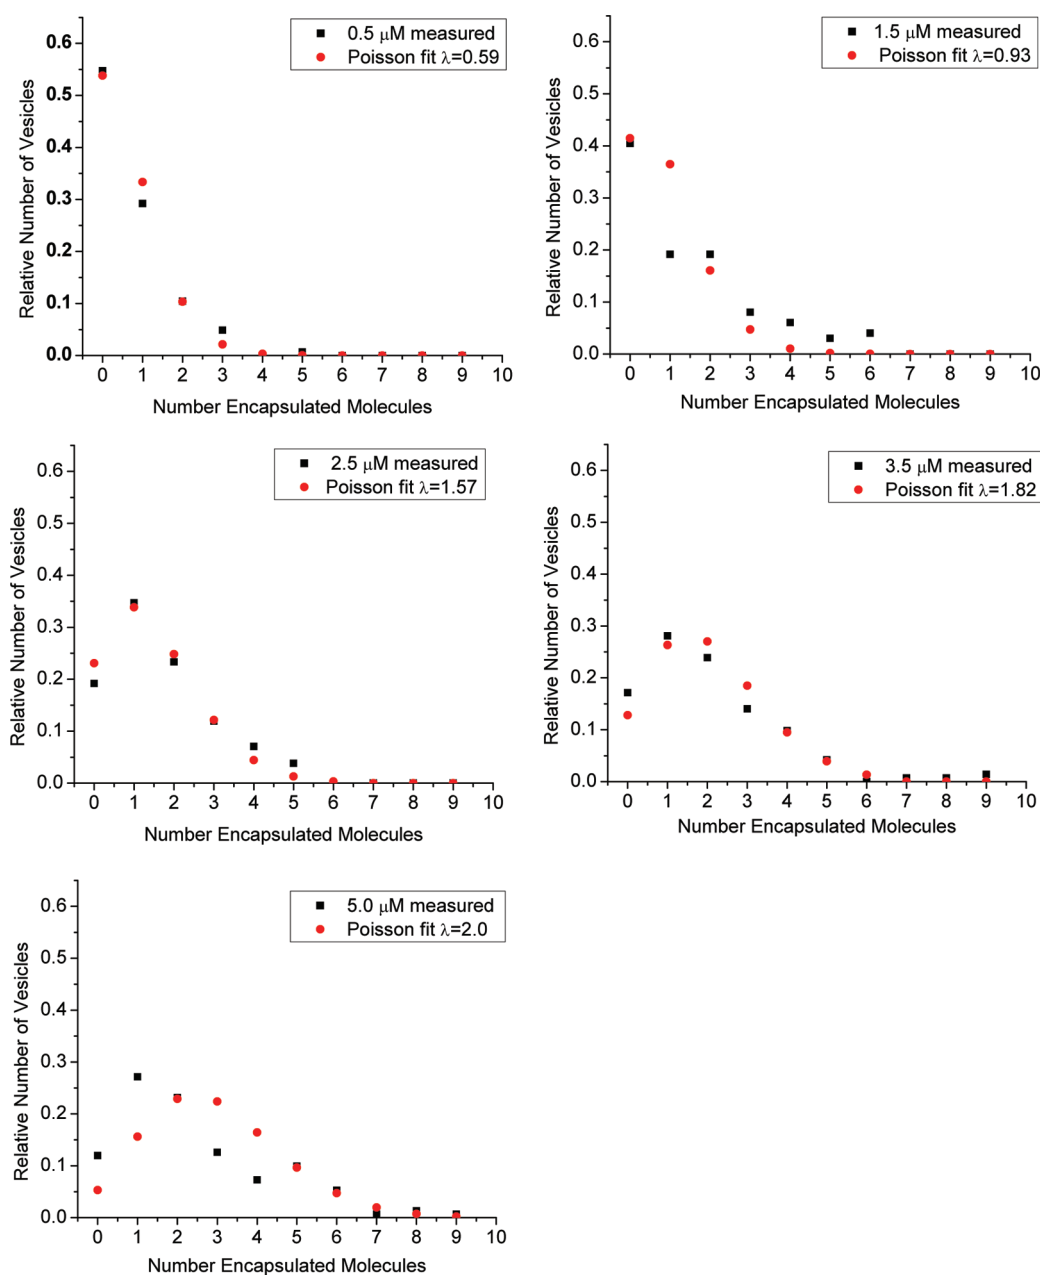 0.5 μM measured
Poisson fit λ=0.59
Relative Number of Vesicles
0.6
0.5
0.4
0.3
0.2
0.1
0.0
0 1 2 3 4 5 6 7 8 9 10
Number Encapsulated Molecules
1.5 μM measured
Poisson fit λ=0.93
Relative Number of Vesicles
0.6
0.5
0.4
0.3
0.2
0.1
0.0
0 1 2 3 4 5 6 7 8 9 10
Number Encapsulated Molecules
2.5 μM measured
Poisson fit λ=1.57
Relative Number of Vesicles
0.6
0.5
0.4
0.3
0.2
0.1
0.0
0 1 2 3 4 5 6 7 8 9 10
Number Encapsulated Molecules
3.5 μM measured
Poisson fit λ=1.82
Relative Number of Vesicles
0.6
0.5
0.4
0.3
0.2
0.1
0.0
0 1 2 3 4 5 6 7 8 9 10
Number Encapsulated Molecules
5.0 μM measured
Poisson fit λ=2.0
Relative Number of Vesicles
0.6
0.5
0.4
0.3
0.2
0.1
0.0
0 1 2 3 4 5 6 7 8 9 10
Number Encapsulated Molecules